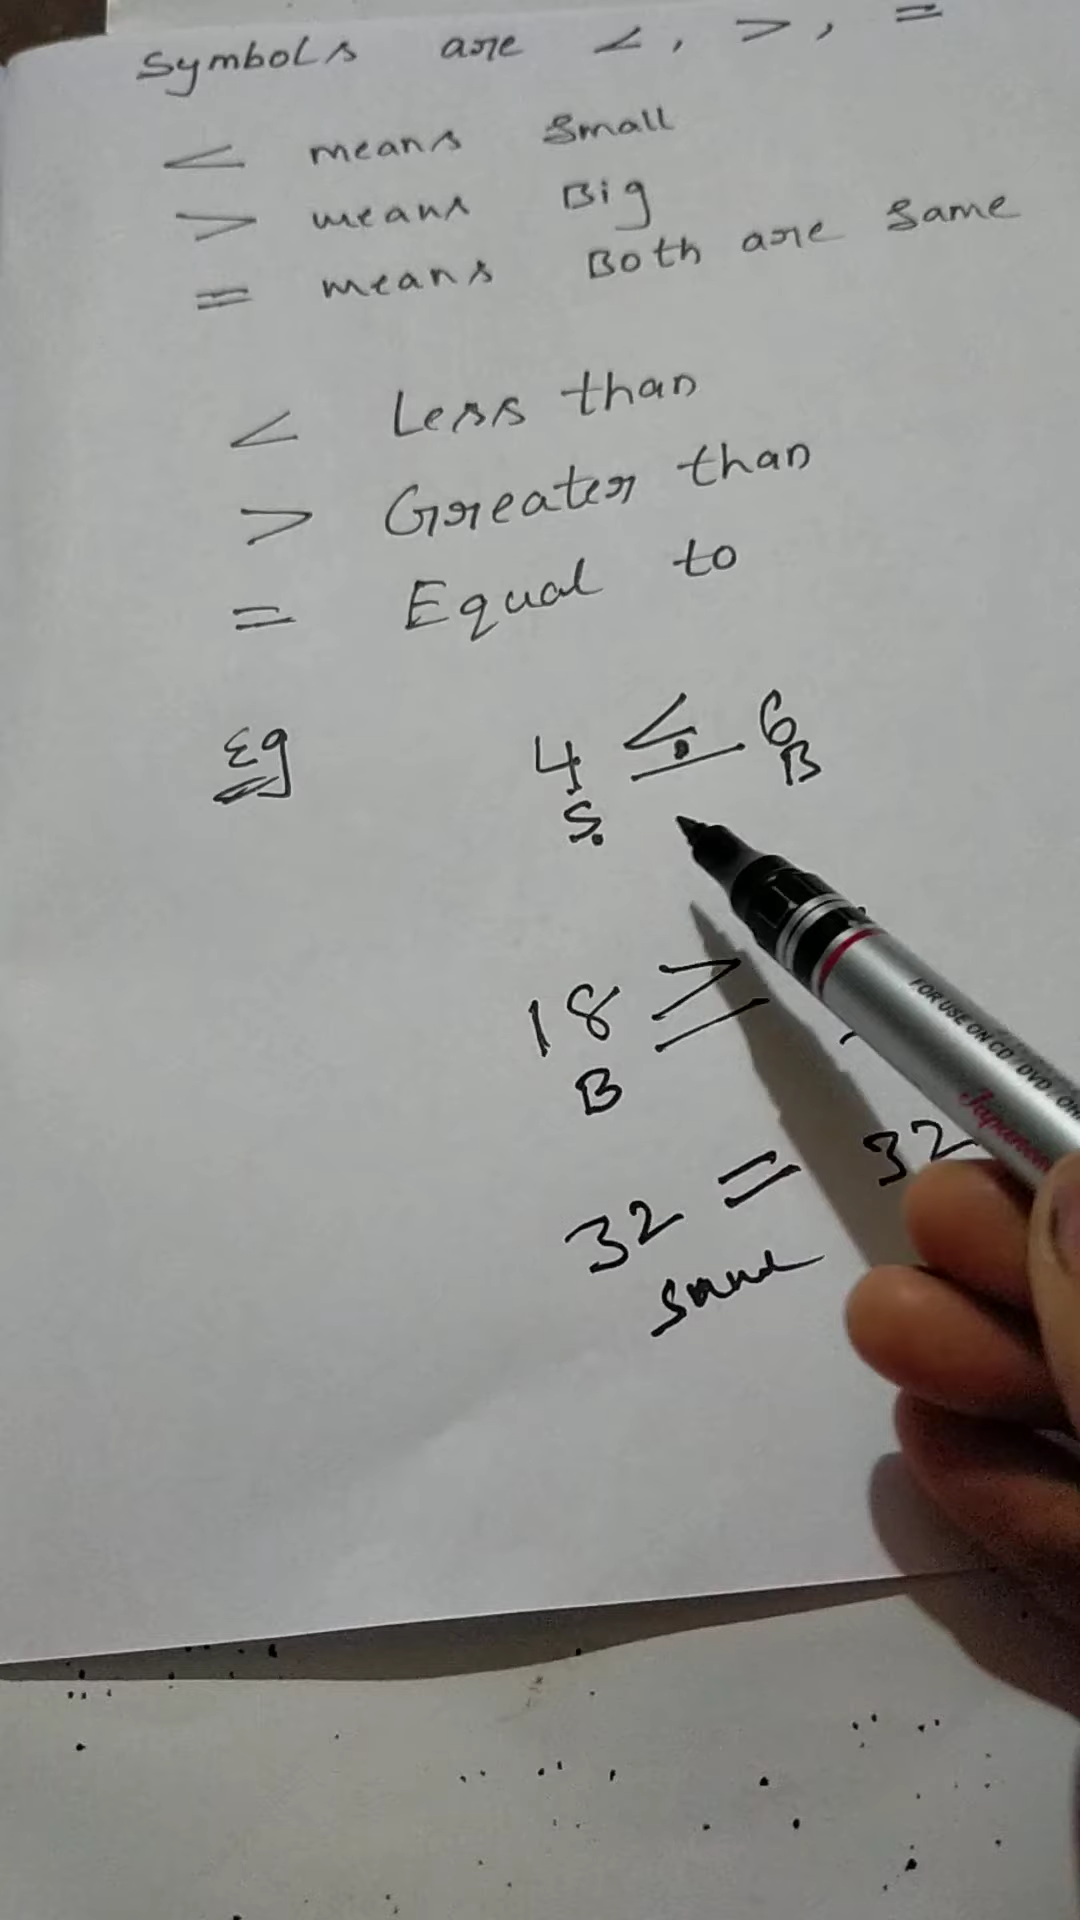 Symbols are <, >, =
< means Small
> means Big
= means Both are Same
< Less than
> Greater than
= Equal to
Eg 4 < 6
S. B
18 >
B
32 = 32
same
FOR USE ON CD / DVD